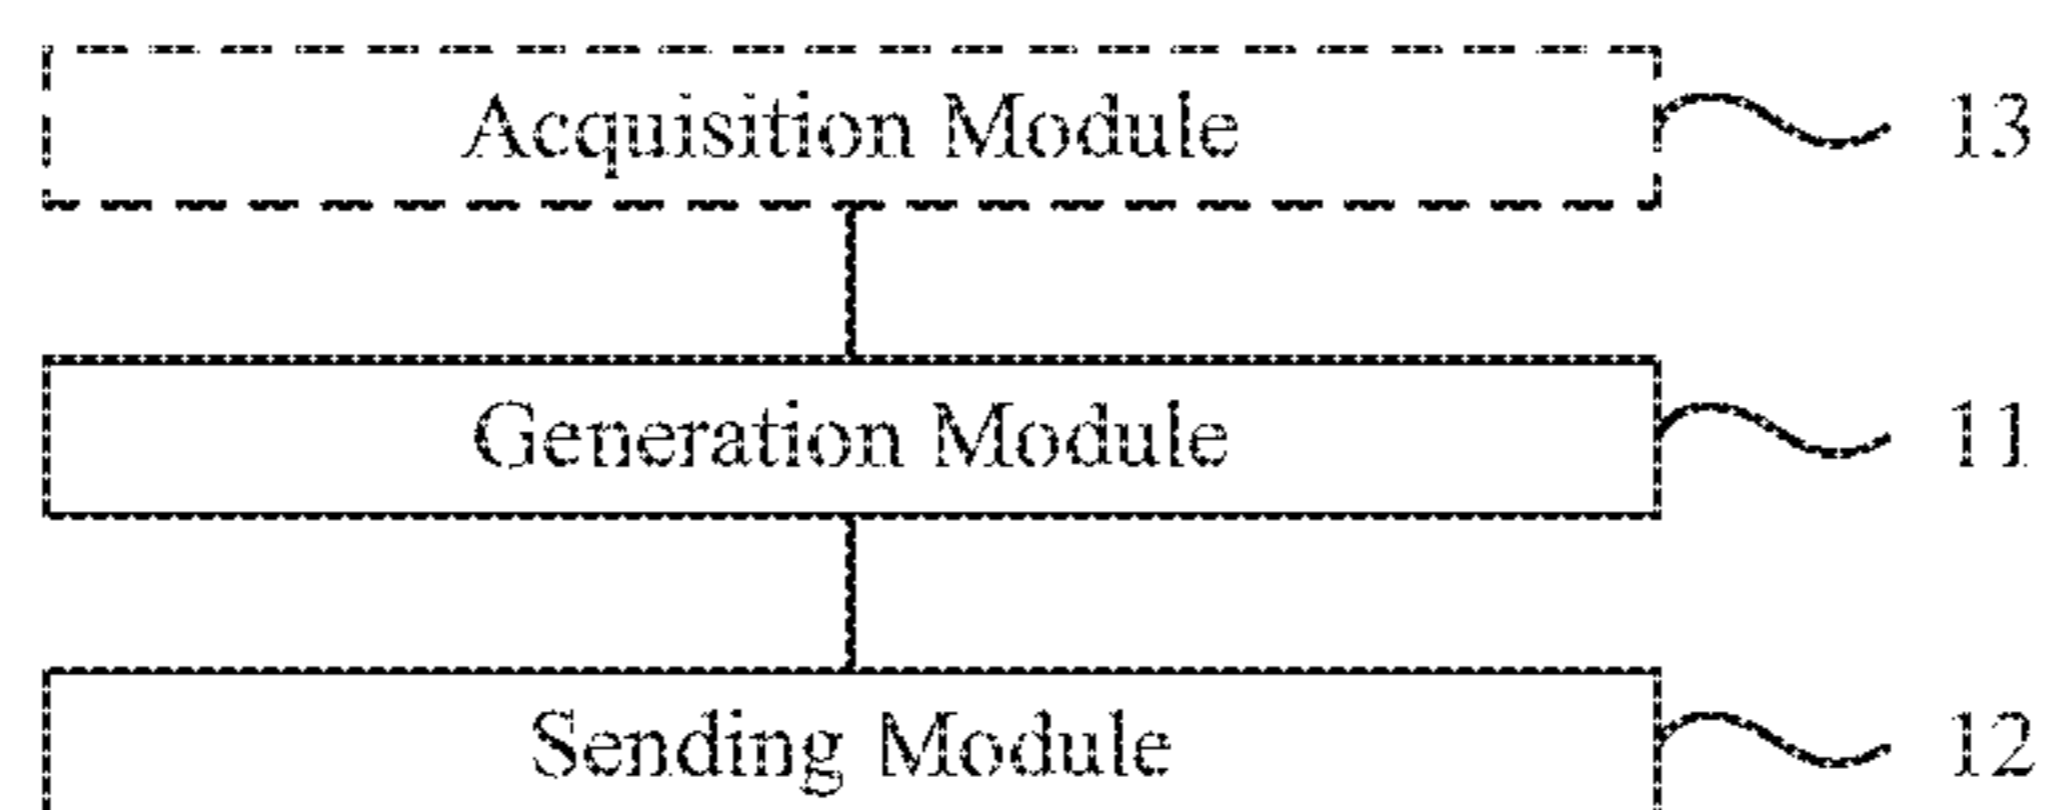 Acquisition Module 13
Generation Module 11
Sending Module 12